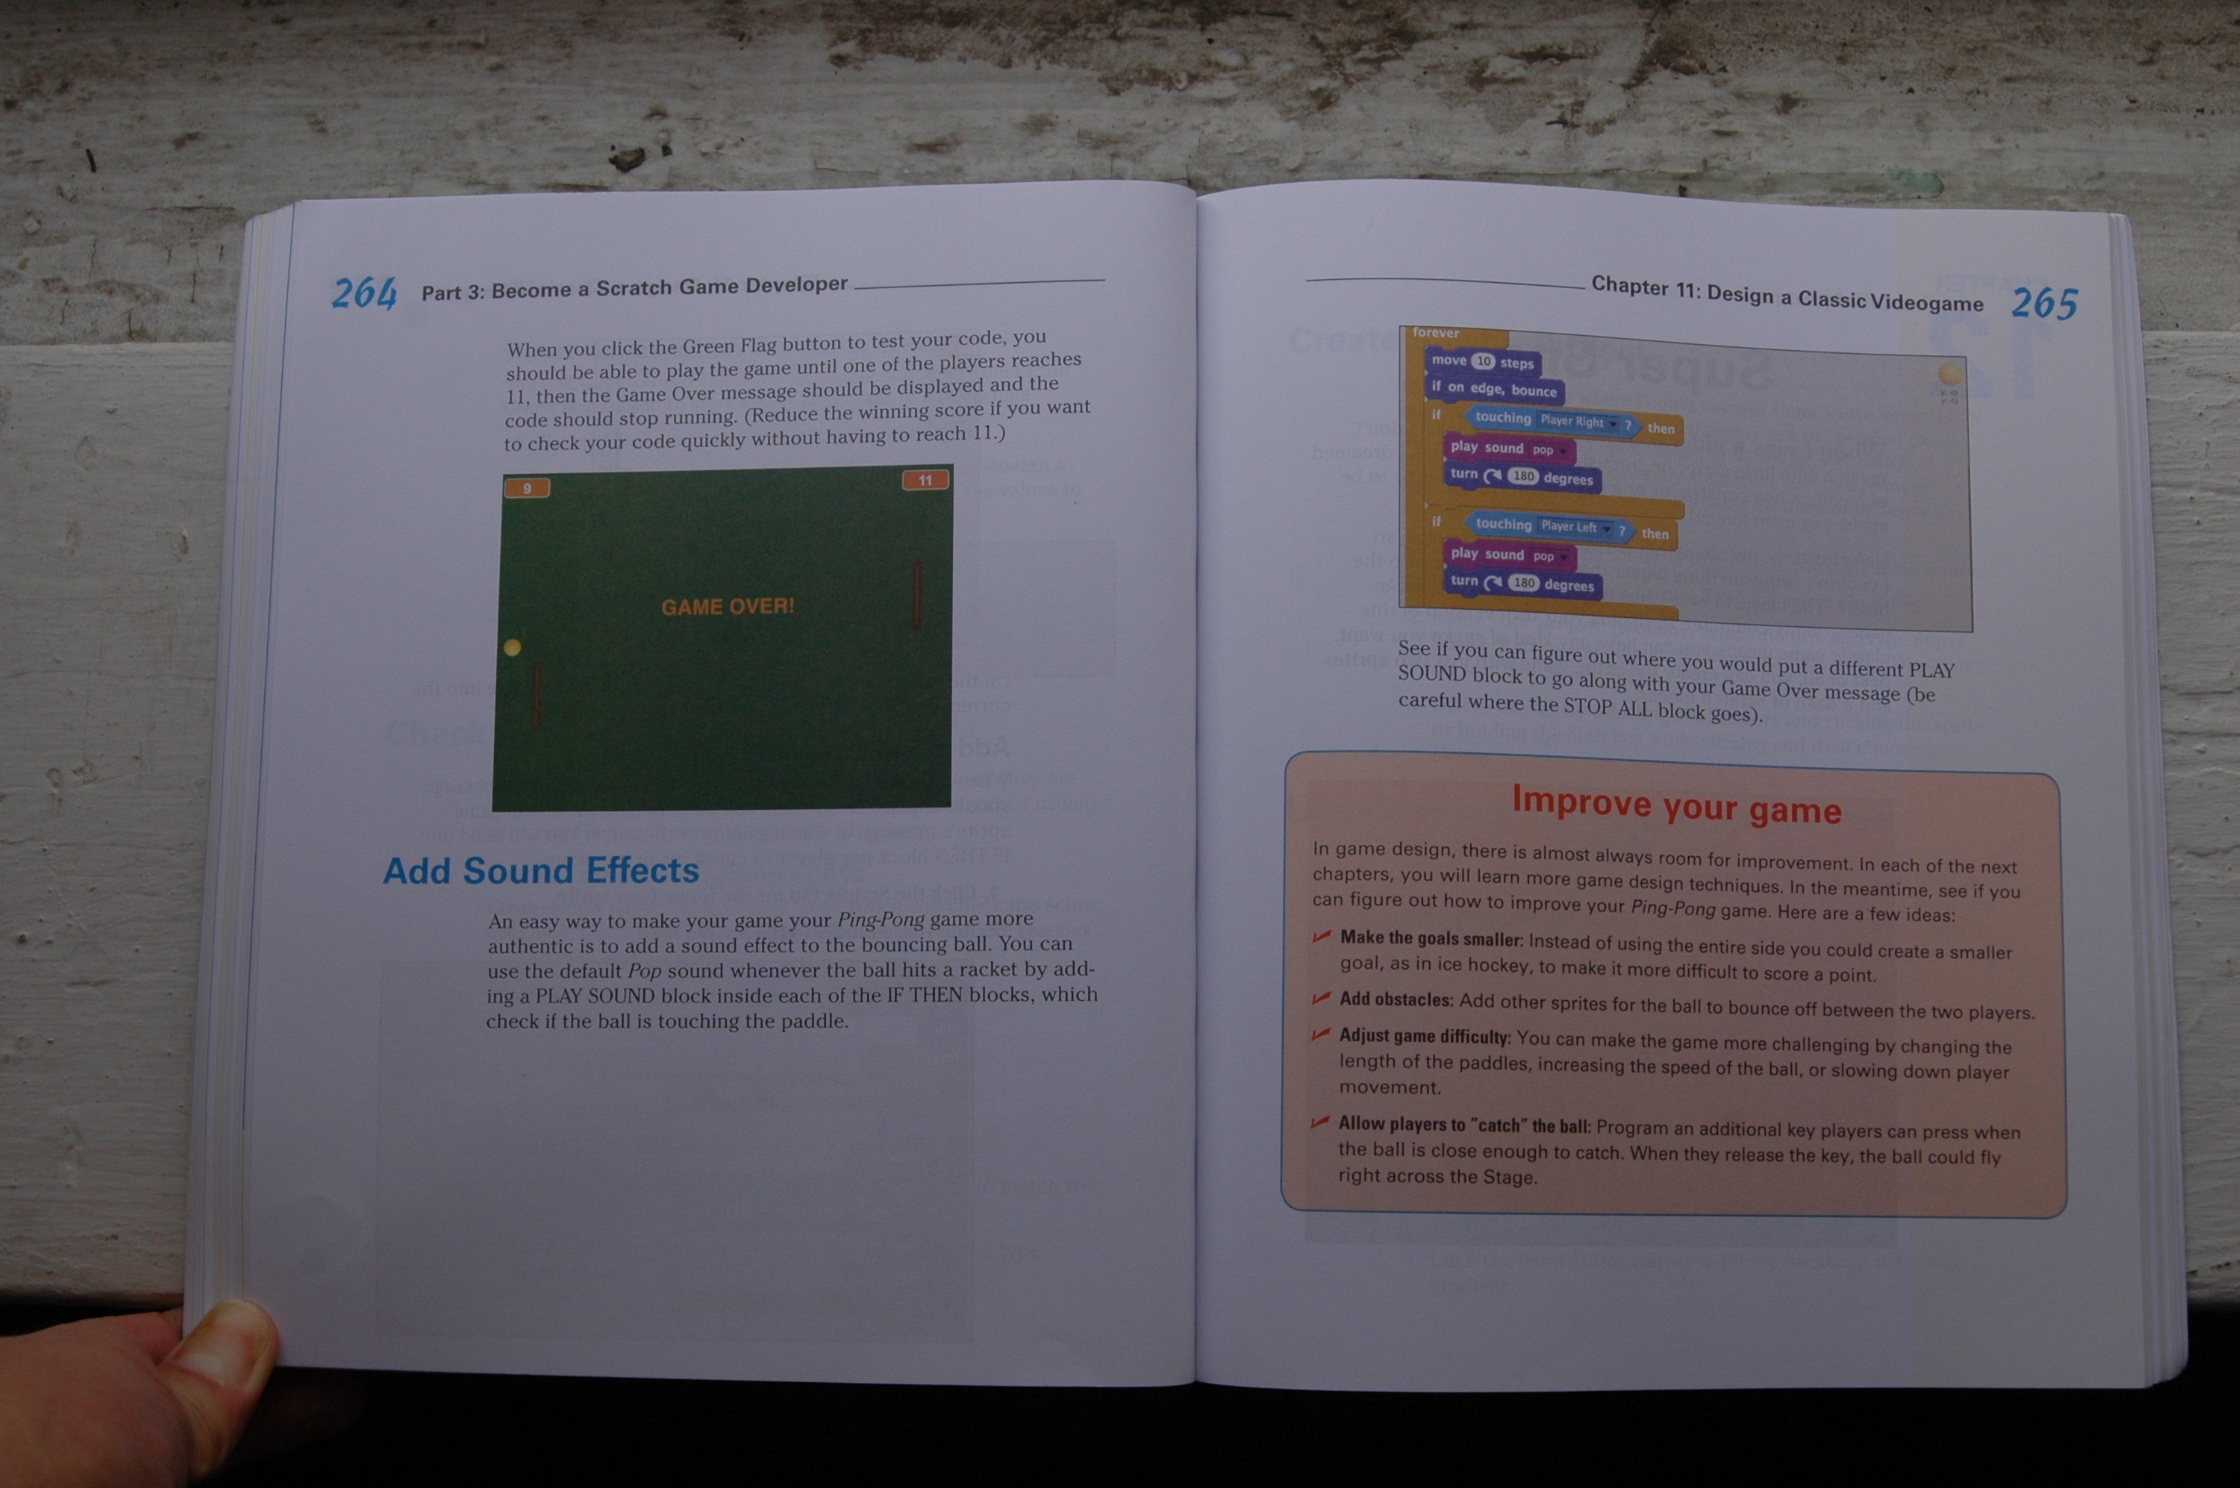 264 Part 3: Become a Scratch Game Developer
When you click the Green Flag button to test your code, you
should be able to play the game until one of the players reaches
11, then the Game Over message should be displayed and the
code should stop running. (Reduce the winning score if you want
to check your code quickly without having to reach 11.)
9
11
GAME OVER!
Add Sound Effects
An easy way to make your game your Ping-Pong game more
authentic is to add a sound effect to the bouncing ball. You can
use the default Pop sound whenever the ball hits a racket by add-
ing a PLAY SOUND block inside each of the IF THEN blocks, which
check if the ball is touching the paddle.
Chapter 11: Design a Classic Videogame 265
forever
move 10 steps
if on edge, bounce
if touching Player Right ? then
play sound pop
turn 180 degrees
if touching Player Left ? then
play sound pop
turn 180 degrees
See if you can figure out where you would put a different PLAY
SOUND block to go along with your Game Over message (be
careful where the STOP ALL block goes).
Improve your game
In game design, there is almost always room for improvement. In each of the next
chapters, you will learn more game design techniques. In the meantime, see if you
can figure out how to improve your Ping-Pong game. Here are a few ideas:
✓ Make the goals smaller: Instead of using the entire side you could create a smaller
goal, as in ice hockey, to make it more difficult to score a point.
✓ Add obstacles: Add other sprites for the ball to bounce off between the two players.
✓ Adjust game difficulty: You can make the game more challenging by changing the
length of the paddles, increasing the speed of the ball, or slowing down player
movement.
✓ Allow players to "catch" the ball: Program an additional key players can press when
the ball is close enough to catch. When they release the key, the ball could fly
right across the Stage.